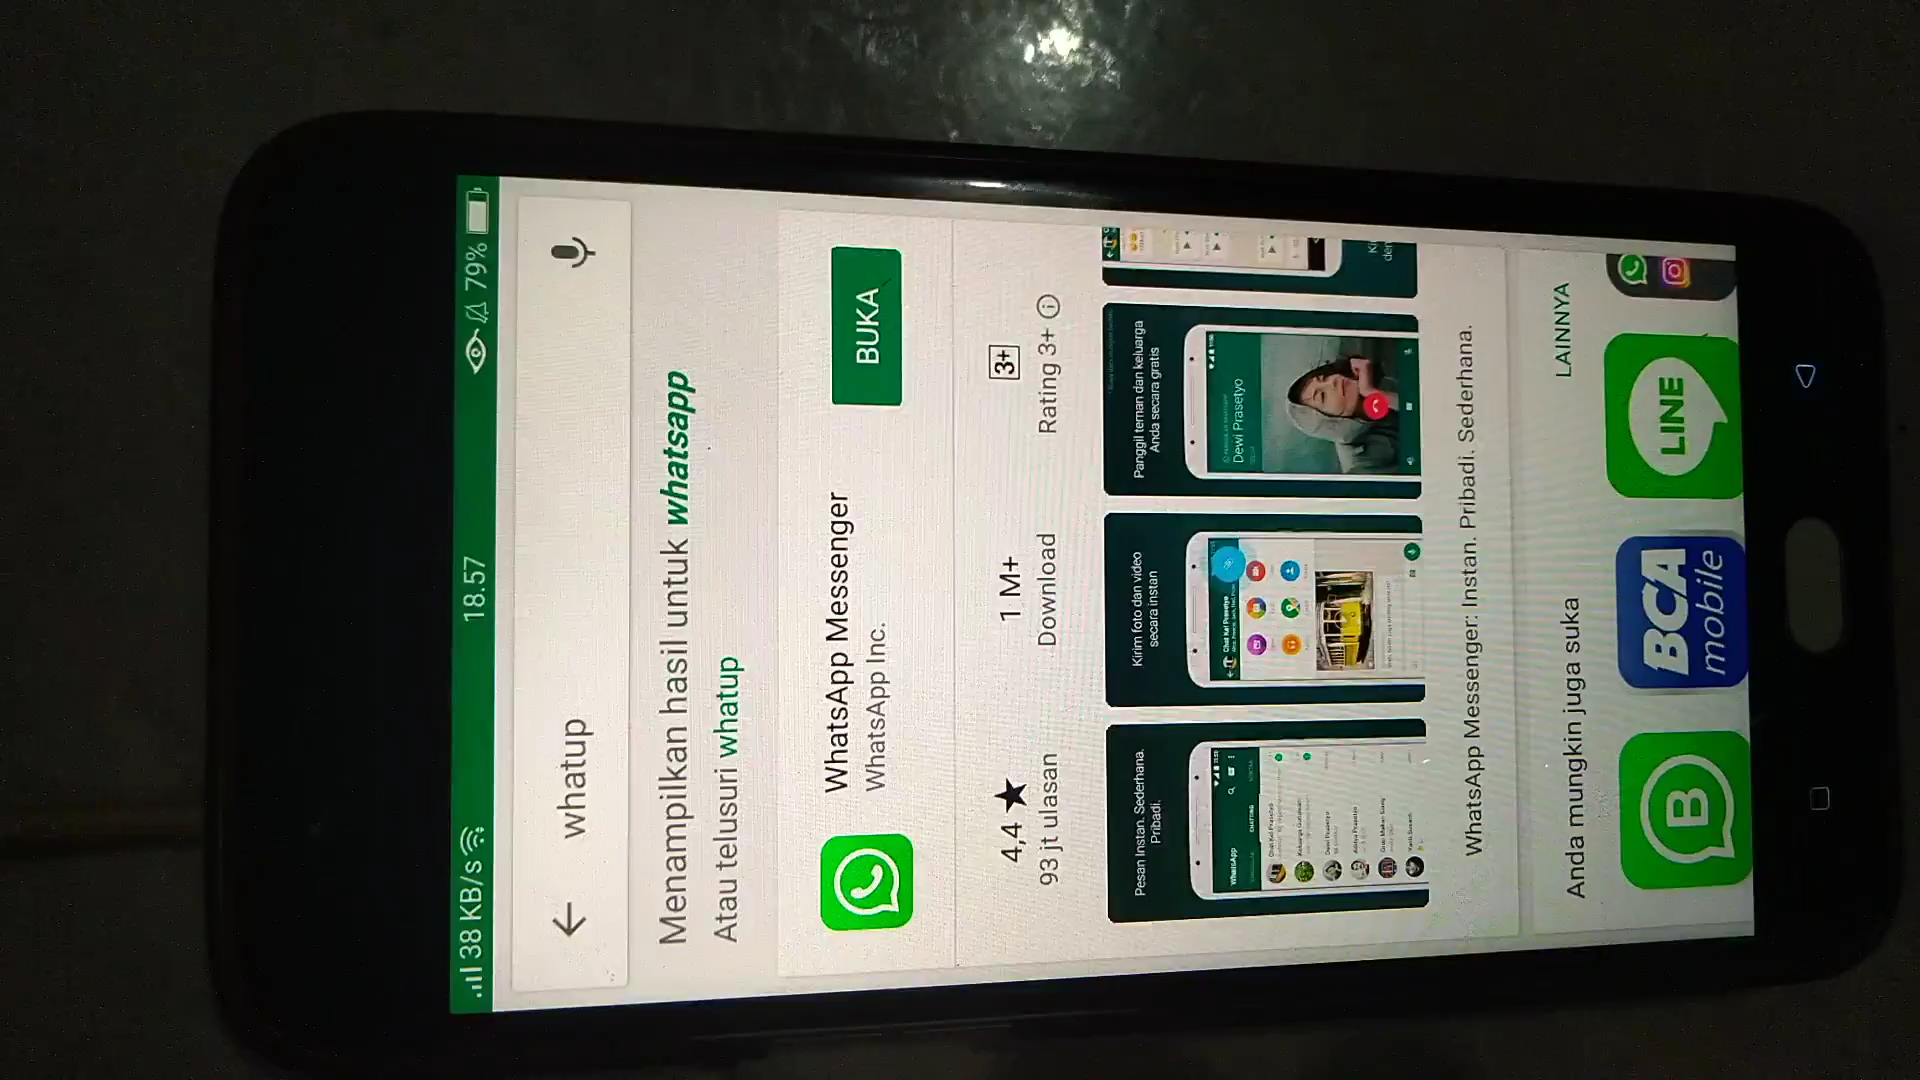 38 KB/s 18.57 79%
whatup
Menampilkan hasil untuk whatsapp
Atau telusuri whatup
WhatsApp Messenger
WhatsApp Inc.
BUKA
4,4 ★ 1 M+ 3+
93 jt ulasan Download Rating 3+
Pesan Instan. Sederhana.
Pribadi.
WhatsApp
CHATTING
Kirim foto dan video
secara instan
Panggil teman dan keluarga
Anda secara gratis
Dewi Prasetyo
WhatsApp Messenger: Instan. Pribadi. Sederhana.
Anda mungkin juga suka LAINNYA
B
BCA
mobile
LINE